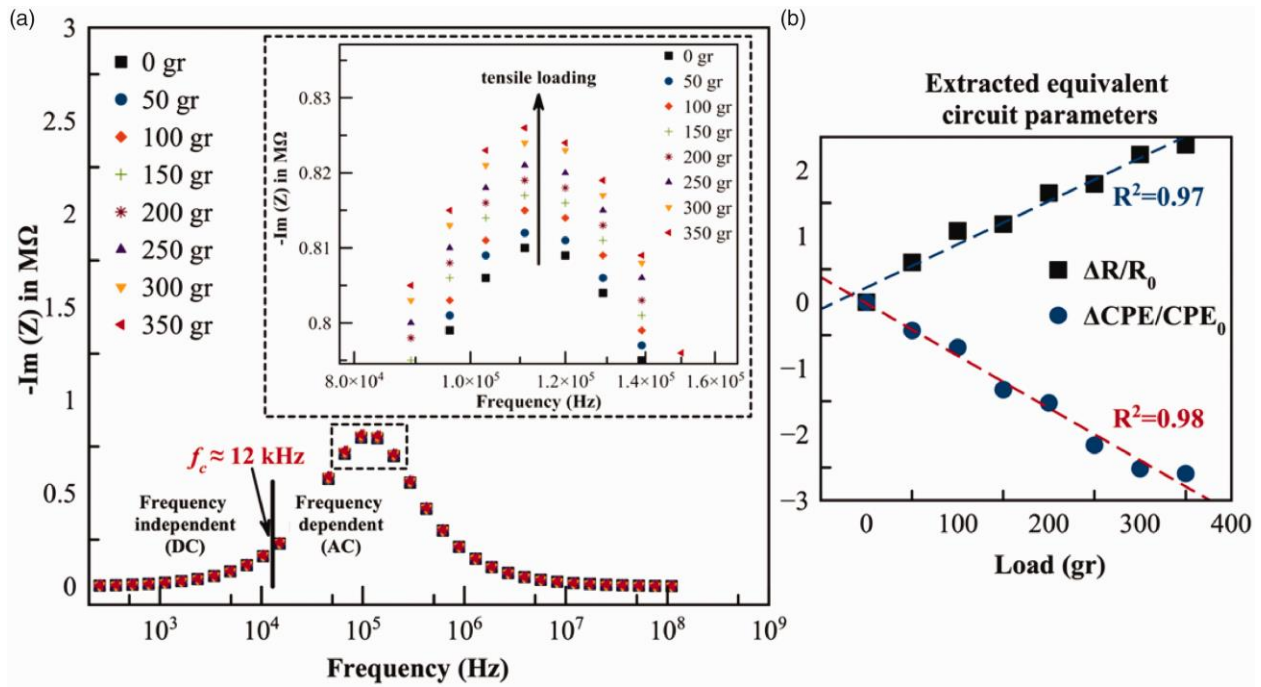 (a)
3
2.5
2
1.5
1
0.5
0
-Im (Z) in MΩ
0 gr
50 gr
100 gr
150 gr
200 gr
250 gr
300 gr
350 gr
tensile loading
0.83
0.82
0.81
0.8
-Im (Z) in MΩ
0 gr
50 gr
100 gr
150 gr
200 gr
250 gr
300 gr
350 gr
8.0×10⁴ 1.0×10⁵ 1.2×10⁵ 1.4×10⁵ 1.6×10⁵
Frequency (Hz)
fc ≈ 12 kHz
Frequency
independent
(DC)
Frequency
dependent
(AC)
10³ 10⁴ 10⁵ 10⁶ 10⁷ 10⁸ 10⁹
Frequency (Hz)
(b)
Extracted equivalent
circuit parameters
2
1
0
−1
−2
−3
R²=0.97
ΔR/R₀
ΔCPE/CPE₀
R²=0.98
0 100 200 300 400
Load (gr)